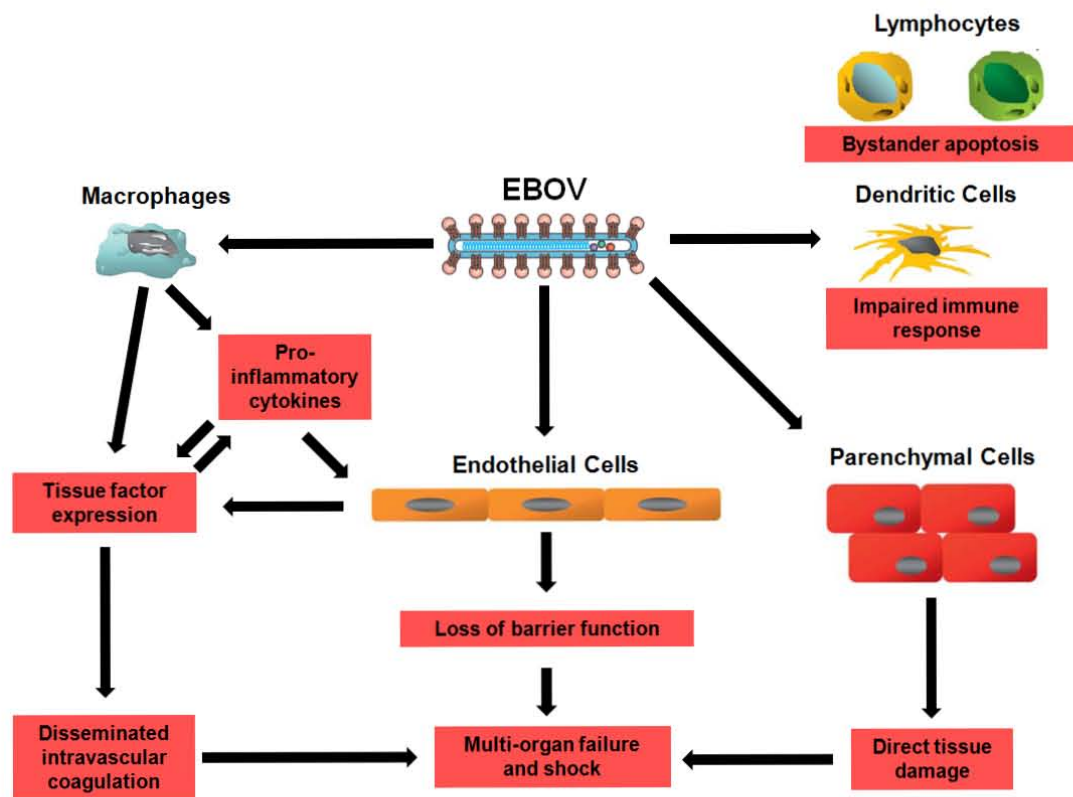 Lymphocytes
Bystander apoptosis
Macrophages
EBOV
Dendritic Cells
Impaired immune
response
Pro-
inflammatory
cytokines
Endothelial Cells
Parenchymal Cells
Tissue factor
expression
Loss of barrier function
Disseminated
intravascular
coagulation
Multi-organ failure
and shock
Direct tissue
damage